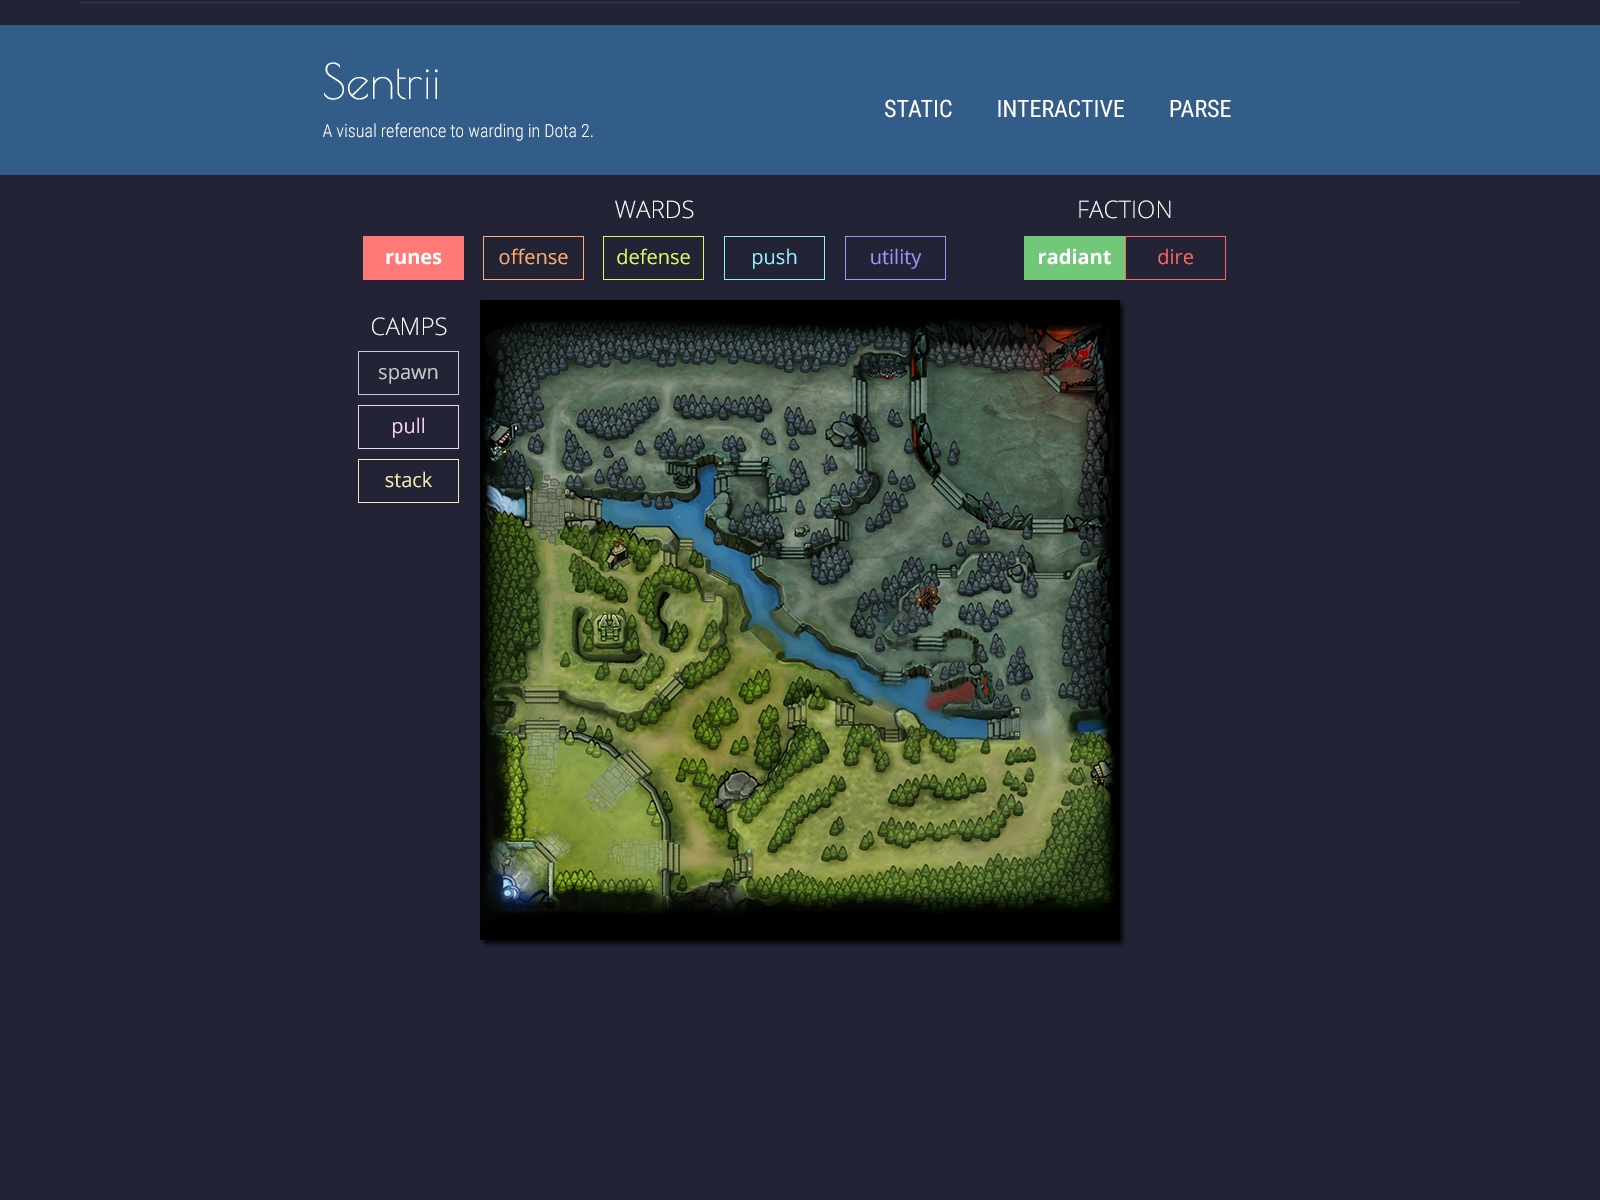 Sentrii
A visual reference to warding in Dota 2.
STATIC INTERACTIVE PARSE
WARDS
FACTION
runes offense defense push utility
radiant dire
CAMPS
spawn
pull
stack